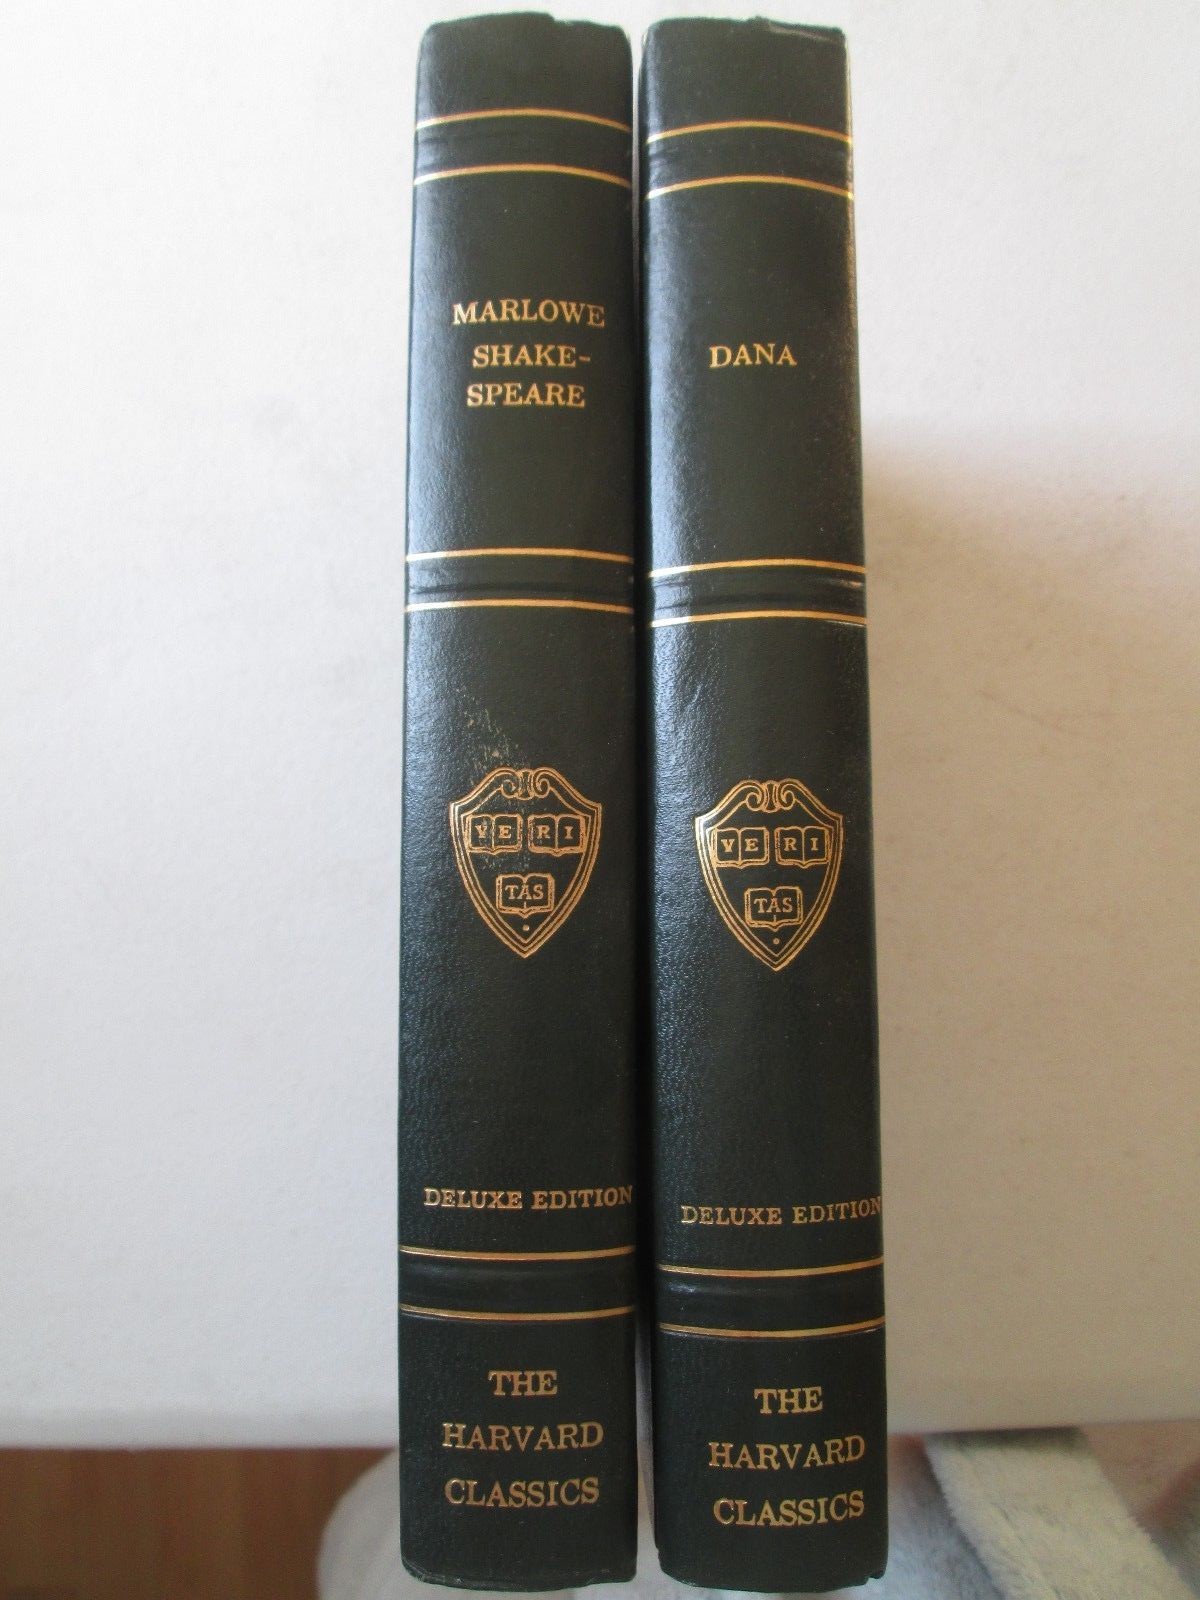 MARLOWE
SHAKE-
SPEARE
VE RI
TAS
DELUXE EDITION
THE
HARVARD
CLASSICS
DANA
VE RI
TAS
DELUXE EDITION
THE
HARVARD
CLASSICS